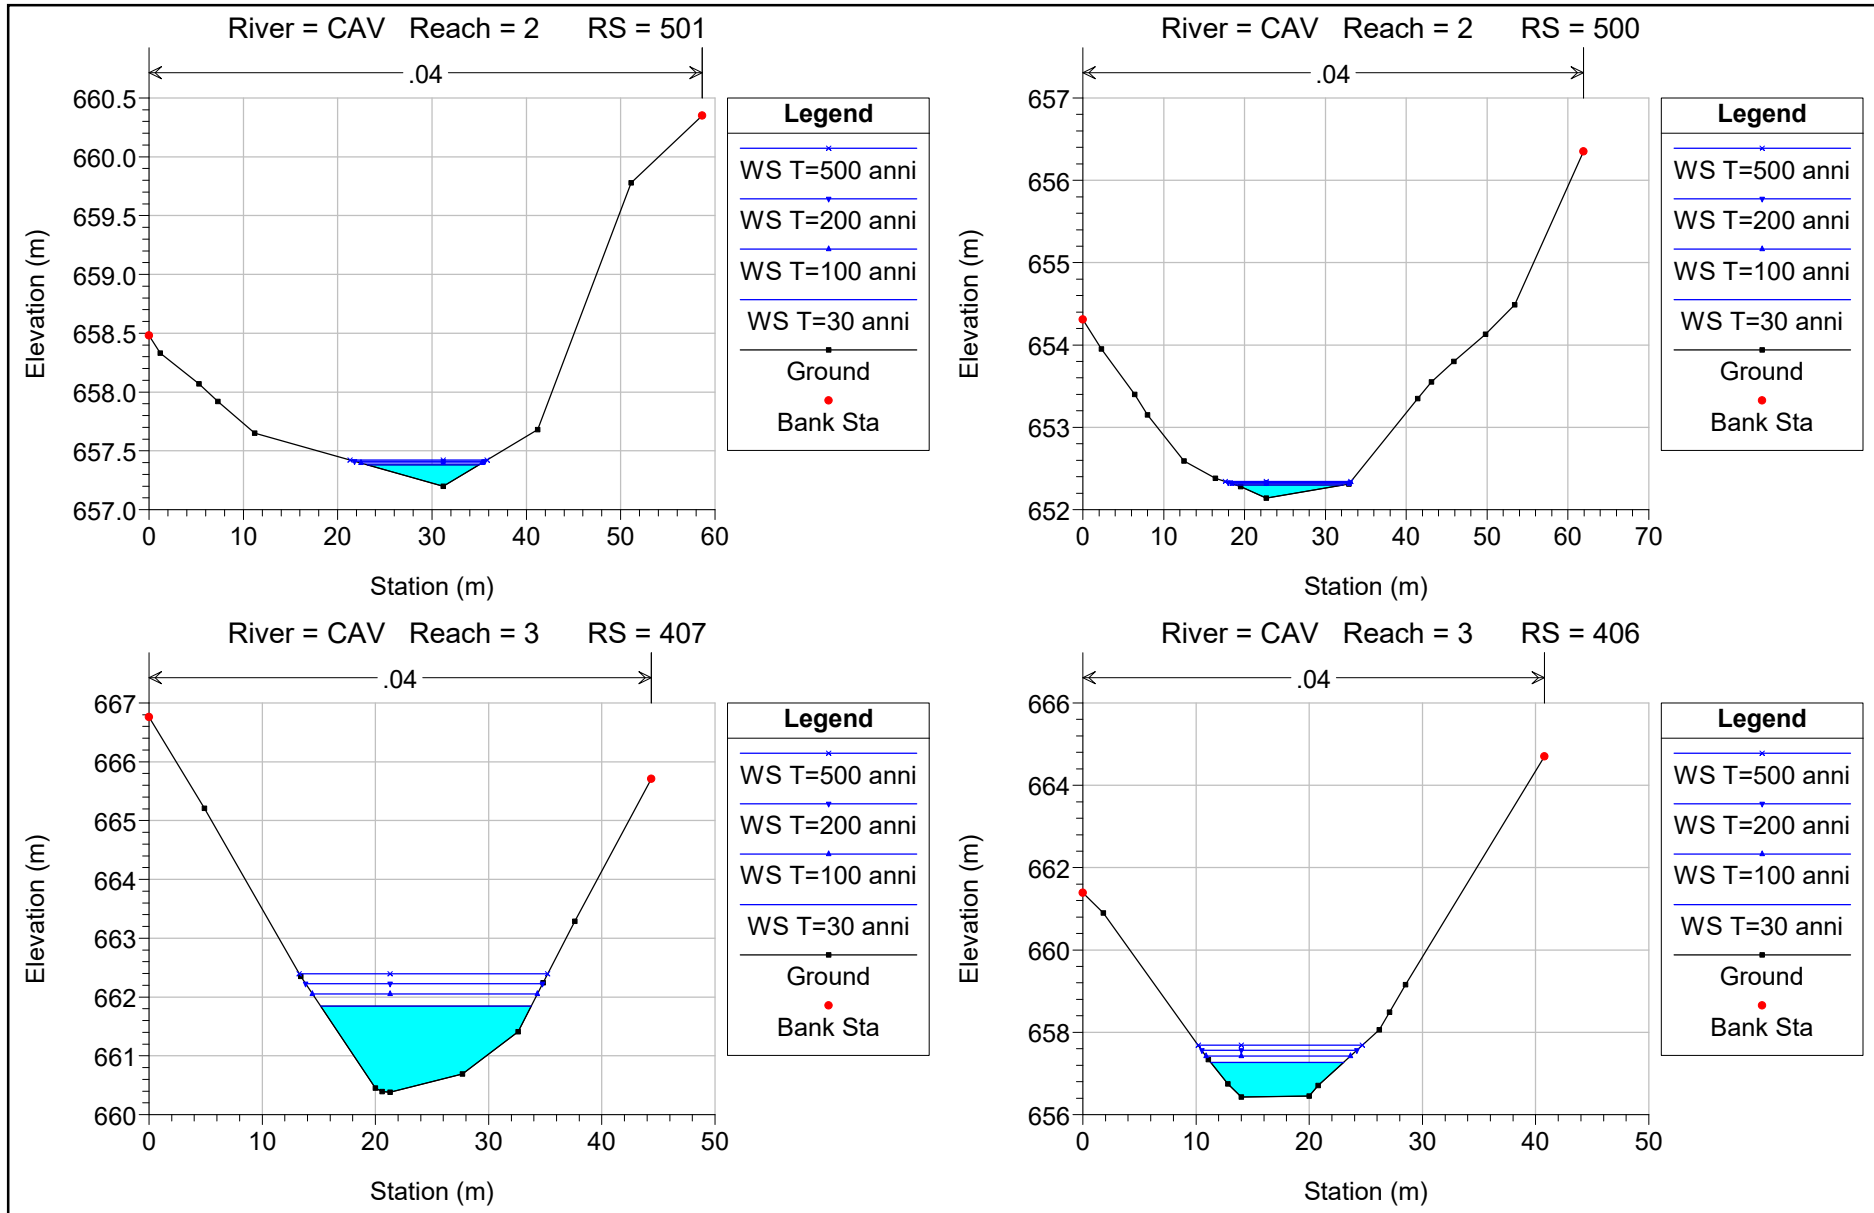 River = CAV Reach = 2 RS = 501
.04
660.5
660.0
659.5
659.0
658.5
658.0
657.5
657.0
0 10 20 30 40 50 60
Elevation (m)
Station (m)
Legend
WS T=500 anni
WS T=200 anni
WS T=100 anni
WS T=30 anni
Ground
Bank Sta
River = CAV Reach = 2 RS = 500
.04
657
656
655
654
653
652
0 10 20 30 40 50 60 70
Elevation (m)
Station (m)
Legend
WS T=500 anni
WS T=200 anni
WS T=100 anni
WS T=30 anni
Ground
Bank Sta
River = CAV Reach = 3 RS = 407
.04
667
666
665
664
663
662
661
660
0 10 20 30 40 50
Elevation (m)
Station (m)
Legend
WS T=500 anni
WS T=200 anni
WS T=100 anni
WS T=30 anni
Ground
Bank Sta
River = CAV Reach = 3 RS = 406
.04
666
664
662
660
658
656
0 10 20 30 40 50
Elevation (m)
Station (m)
Legend
WS T=500 anni
WS T=200 anni
WS T=100 anni
WS T=30 anni
Ground
Bank Sta